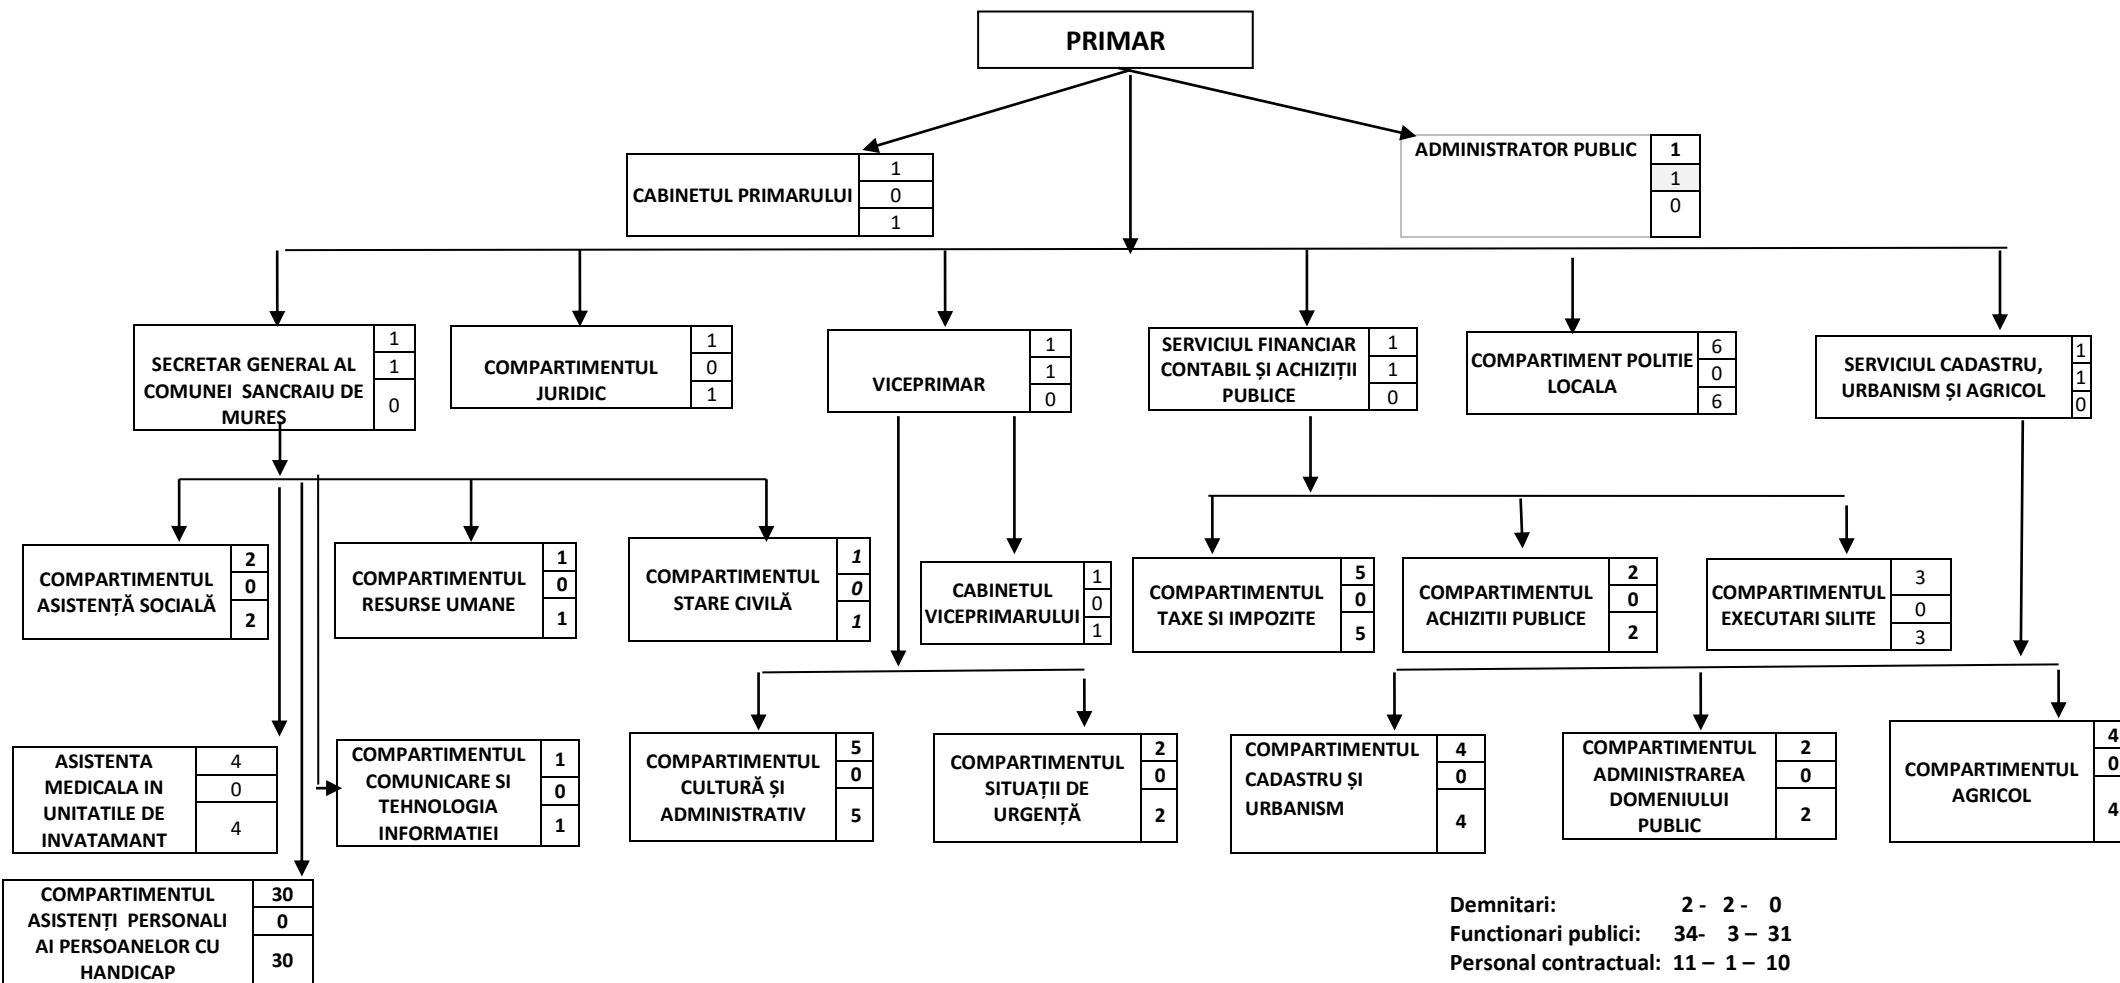 PRIMAR
CABINETUL PRIMARULUI
1
0
1
ADMINISTRATOR PUBLIC
1
1
0
SECRETAR GENERAL AL
COMUNEI SANCRAIU DE
MUREȘ
1
1
0
COMPARTIMENTUL
JURIDIC
1
0
1
VICEPRIMAR
1
1
0
SERVICIUL FINANCIAR
CONTABIL ȘI ACHIZIȚII
PUBLICE
1
1
0
COMPARTIMENT POLITIE
LOCALA
6
0
6
SERVICIUL CADASTRU,
URBANISM ȘI AGRICOL
1
1
0
COMPARTIMENTUL
ASISTENȚĂ SOCIALĂ
2
0
2
COMPARTIMENTUL
RESURSE UMANE
1
0
1
COMPARTIMENTUL
STARE CIVILĂ
1
0
1
CABINETUL
VICEPRIMARULUI
1
0
1
COMPARTIMENTUL
TAXE SI IMPOZITE
5
0
5
COMPARTIMENTUL
ACHIZITII PUBLICE
2
0
2
COMPARTIMENTUL
EXECUTARI SILITE
3
0
3
ASISTENTA
MEDICALA IN
UNITATILE DE
INVATAMANT
4
0
4
COMPARTIMENTUL
COMUNICARE SI
TEHNOLOGIA
INFORMATIEI
1
0
1
COMPARTIMENTUL
CULTURĂ ȘI
ADMINISTRATIV
5
0
5
COMPARTIMENTUL
SITUAȚII DE
URGENȚĂ
2
0
2
COMPARTIMENTUL
CADASTRU ȘI
URBANISM
4
0
4
COMPARTIMENTUL
ADMINISTRAREA
DOMENIULUI
PUBLIC
2
0
2
COMPARTIMENTUL
AGRICOL
4
0
4
COMPARTIMENTUL
ASISTENȚI PERSONALI
AI PERSOANELOR CU
HANDICAP
30
0
30
Demnitari: 2 - 2 - 0
Functionari publici: 34- 3 – 31
Personal contractual: 11 – 1 – 10